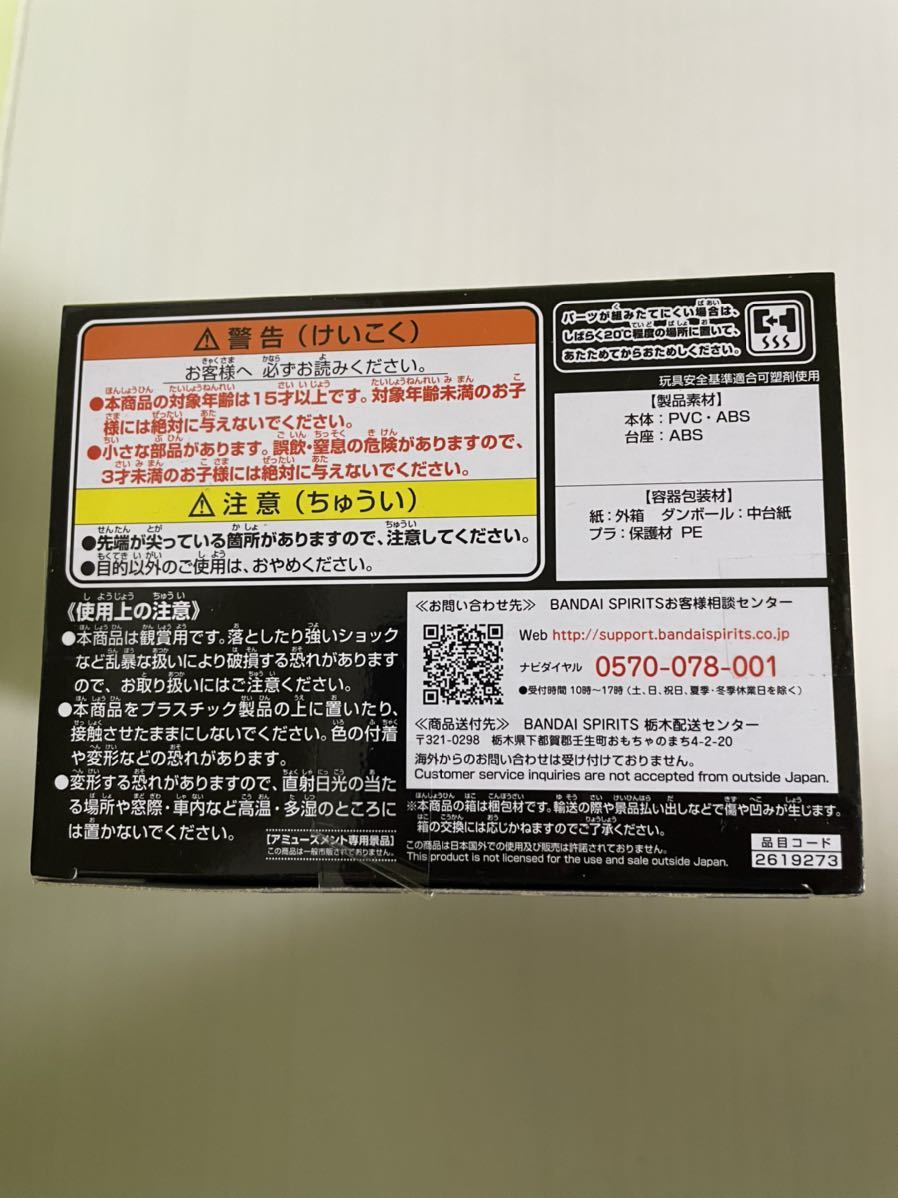 ⚠警告（けいこく）
お客様へ 必ずお読みください。
●本商品の対象年齢は15才以上です。対象年齢未満のお子
様には絶対に与えないでください。
●小さな部品があります。誤飲・窒息の危険がありますので、
3才未満のお子様には絶対に与えないでください。
⚠注意（ちゅうい）
●先端が尖っている箇所がありますので、注意してください。
●目的以外のご使用は、おやめください。
パーツが組みたてにくい場合は、
しばらく20℃程度の場所に置いて、
あたためてからおためしください。
玩具安全基準適合可塑剤使用
【製品素材】
本体：PVC・ABS
台座：ABS
【容器包装材】
紙：外箱 ダンボール：中台紙
プラ：保護材 PE
《使用上の注意》
●本商品は観賞用です。落としたり強いショック
など乱暴な扱いにより破損する恐れがあります
ので、お取り扱いにはご注意ください。
●本商品をプラスチック製品の上に置いたり、
接触させたままにしないでください。色の付着
や変形などの恐れがあります。
●変形する恐れがありますので、直射日光の当た
る場所や窓際・車内など高温・多湿のところに
は置かないでください。
【アミューズメント専用景品】
この商品は一般市販されておりません。
≪お問い合わせ先≫ BANDAI SPIRITSお客様相談センター
Web http://support.bandaispirits.co.jp
ナビダイヤル 0570-078-001
●受付時間 10時～17時（土、日、祝日、夏季・冬季休業日を除く）
≪商品送付先≫ BANDAI SPIRITS 栃木配送センター
〒321-0298 栃木県下都賀郡壬生町おもちゃのまち4-2-20
海外からのお問い合わせは受け付けておりません。
Customer service inquiries are not accepted from outside Japan.
※本商品の箱は梱包材です。輸送の際や景品払い出しなどで傷や凹みが生じます。
箱の交換には応じかねますのでご了承ください。
この商品は日本国外での使用及び販売は許諾されておりません。
This product is not licensed for the use and sale outside Japan.
品目コード
2619273